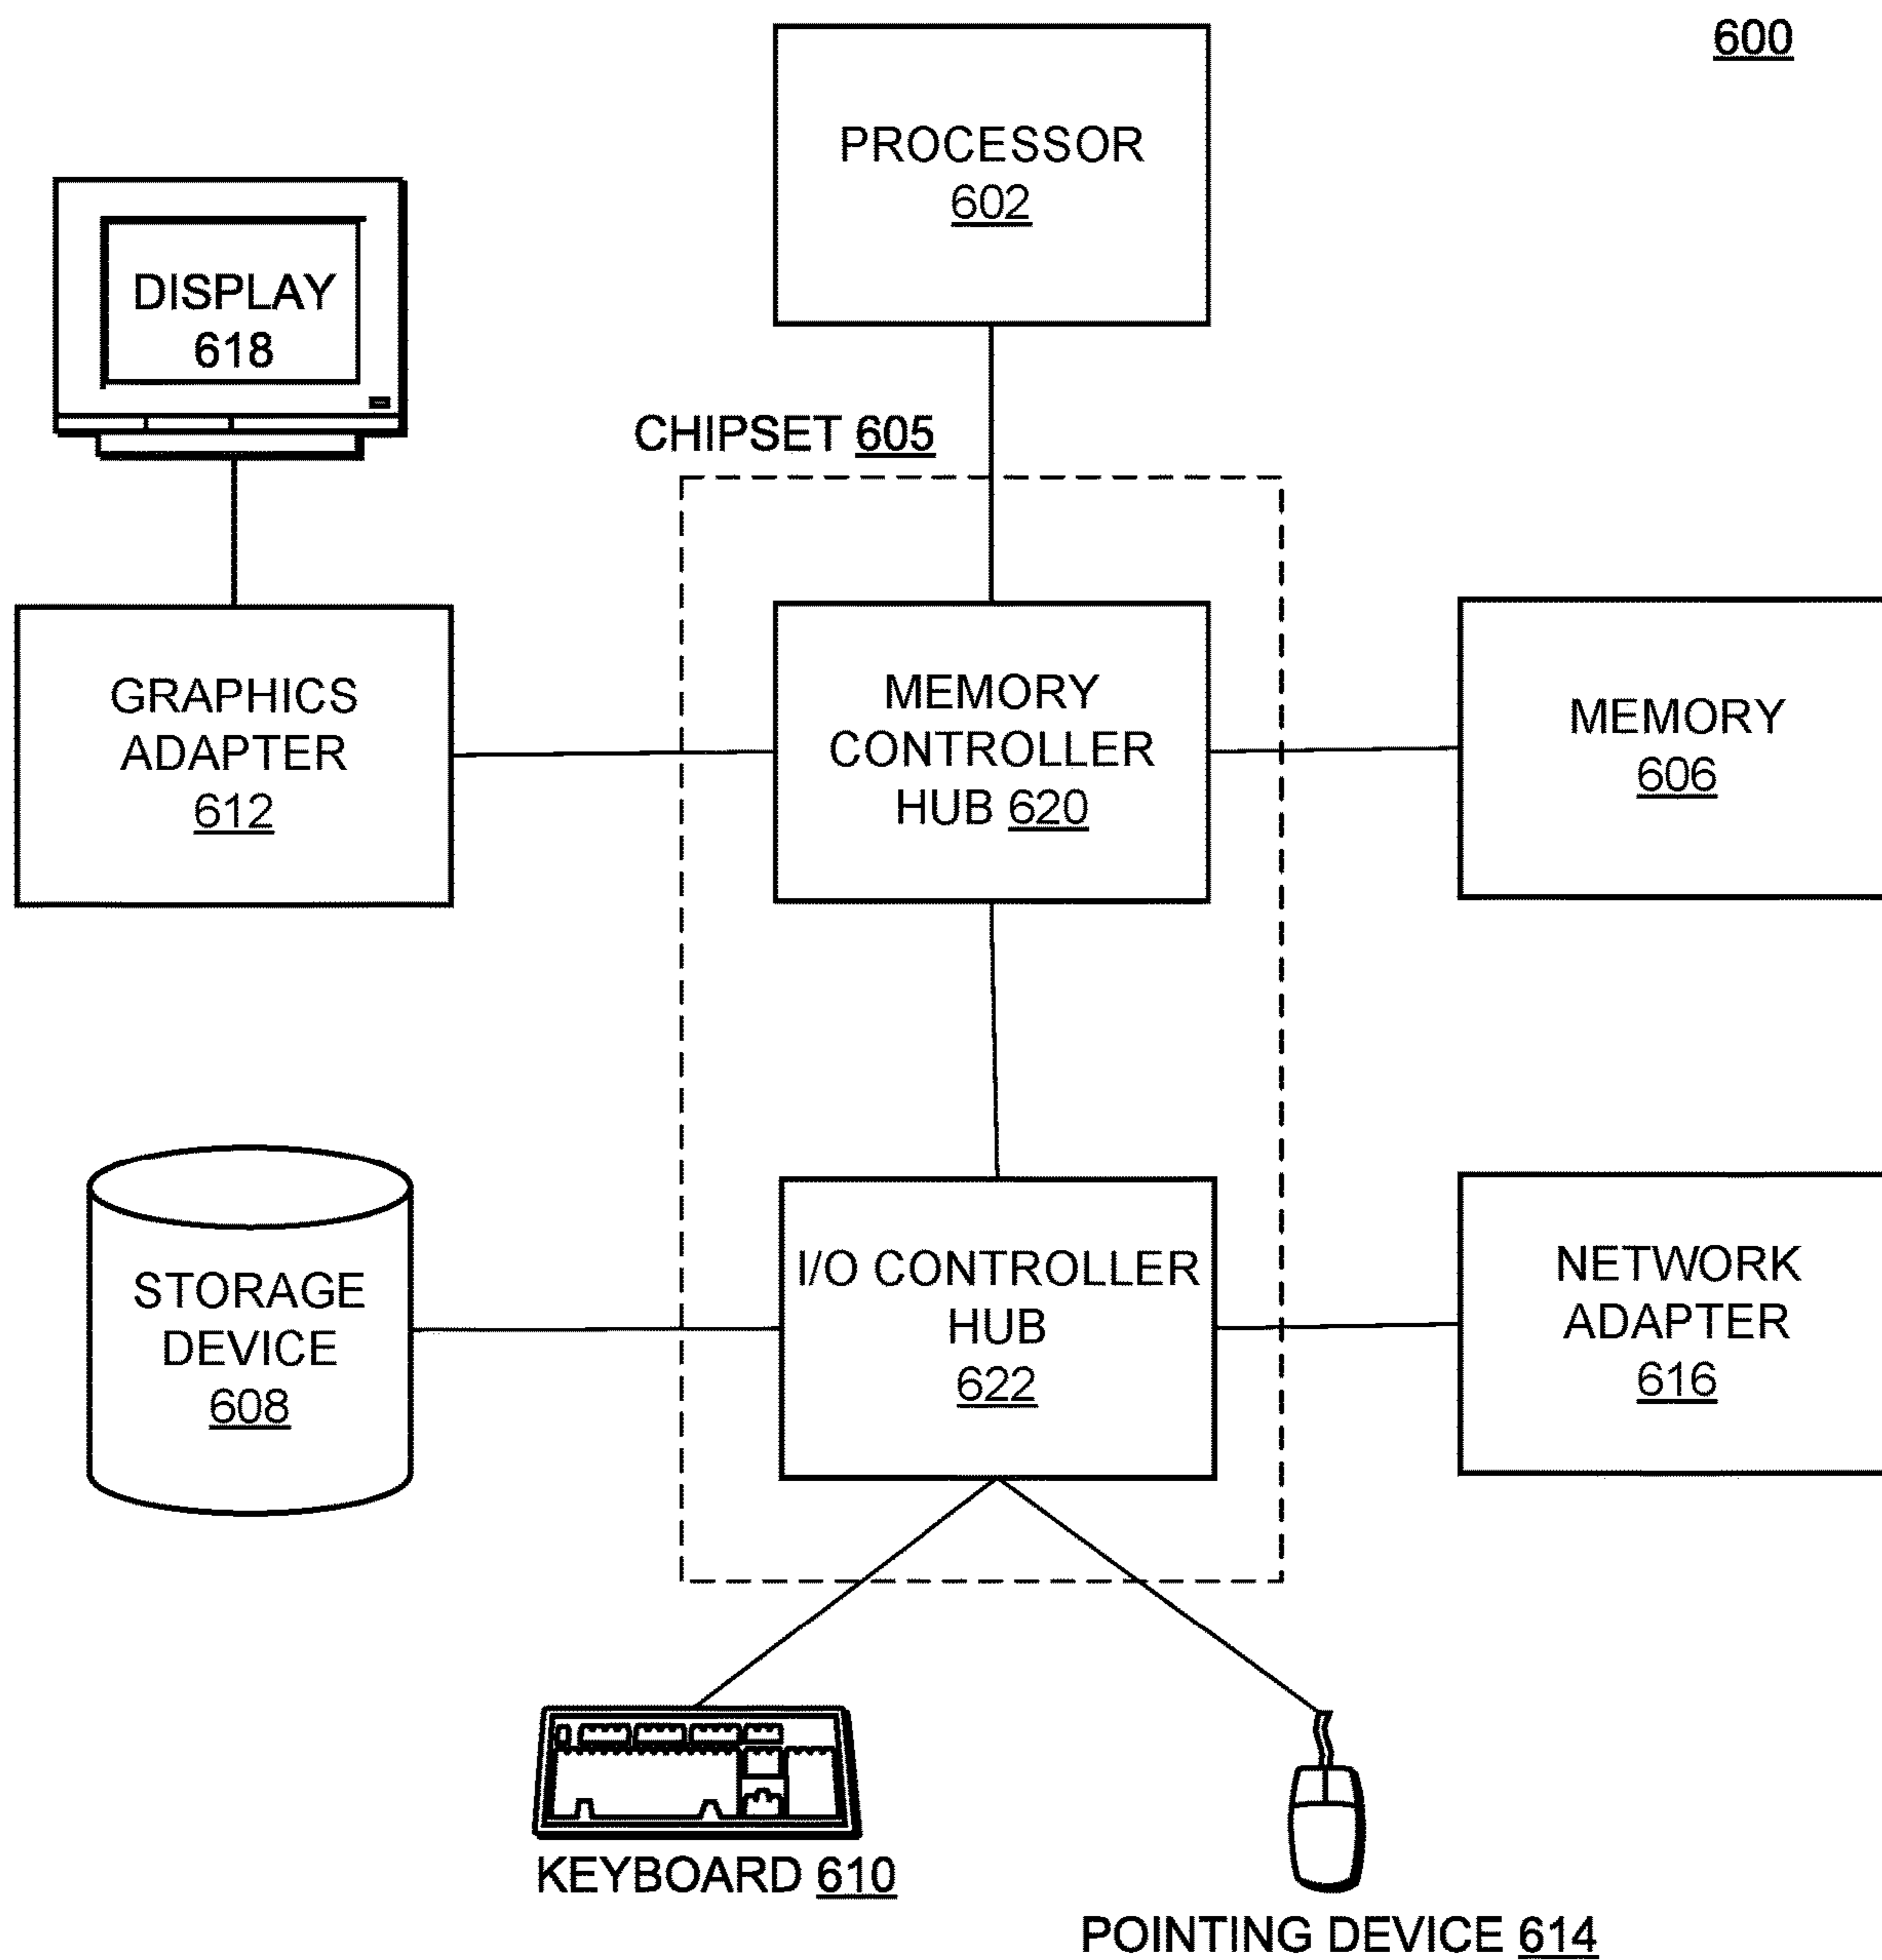 600
PROCESSOR
602
DISPLAY
618
CHIPSET 605
GRAPHICS
ADAPTER
612
MEMORY
CONTROLLER
HUB 620
MEMORY
606
STORAGE
DEVICE
608
I/O CONTROLLER
HUB
622
NETWORK
ADAPTER
616
KEYBOARD 610
POINTING DEVICE 614